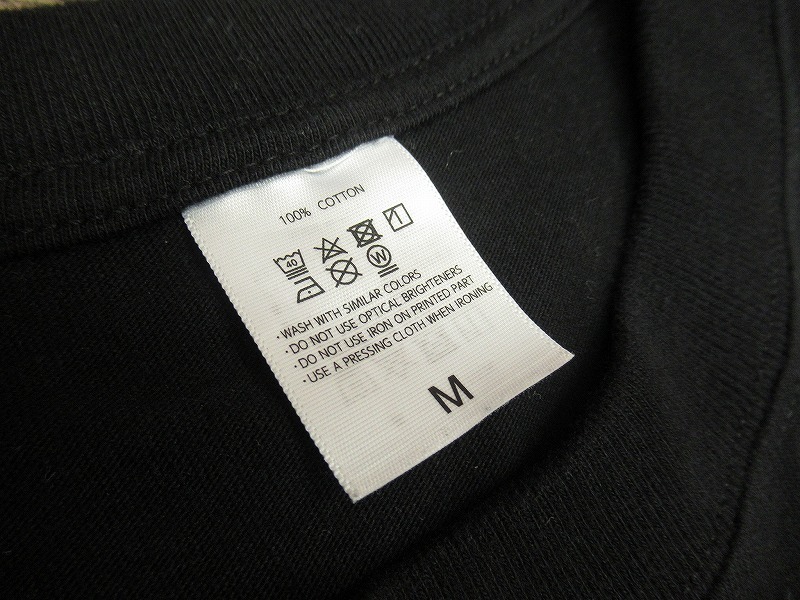 100% COTTON
40
W
· WASH WITH SIMILAR COLORS
· DO NOT USE OPTICAL BRIGHTENERS
· DO NOT USE IRON ON PRINTED PART
· USE A PRESSING CLOTH WHEN IRONING
M